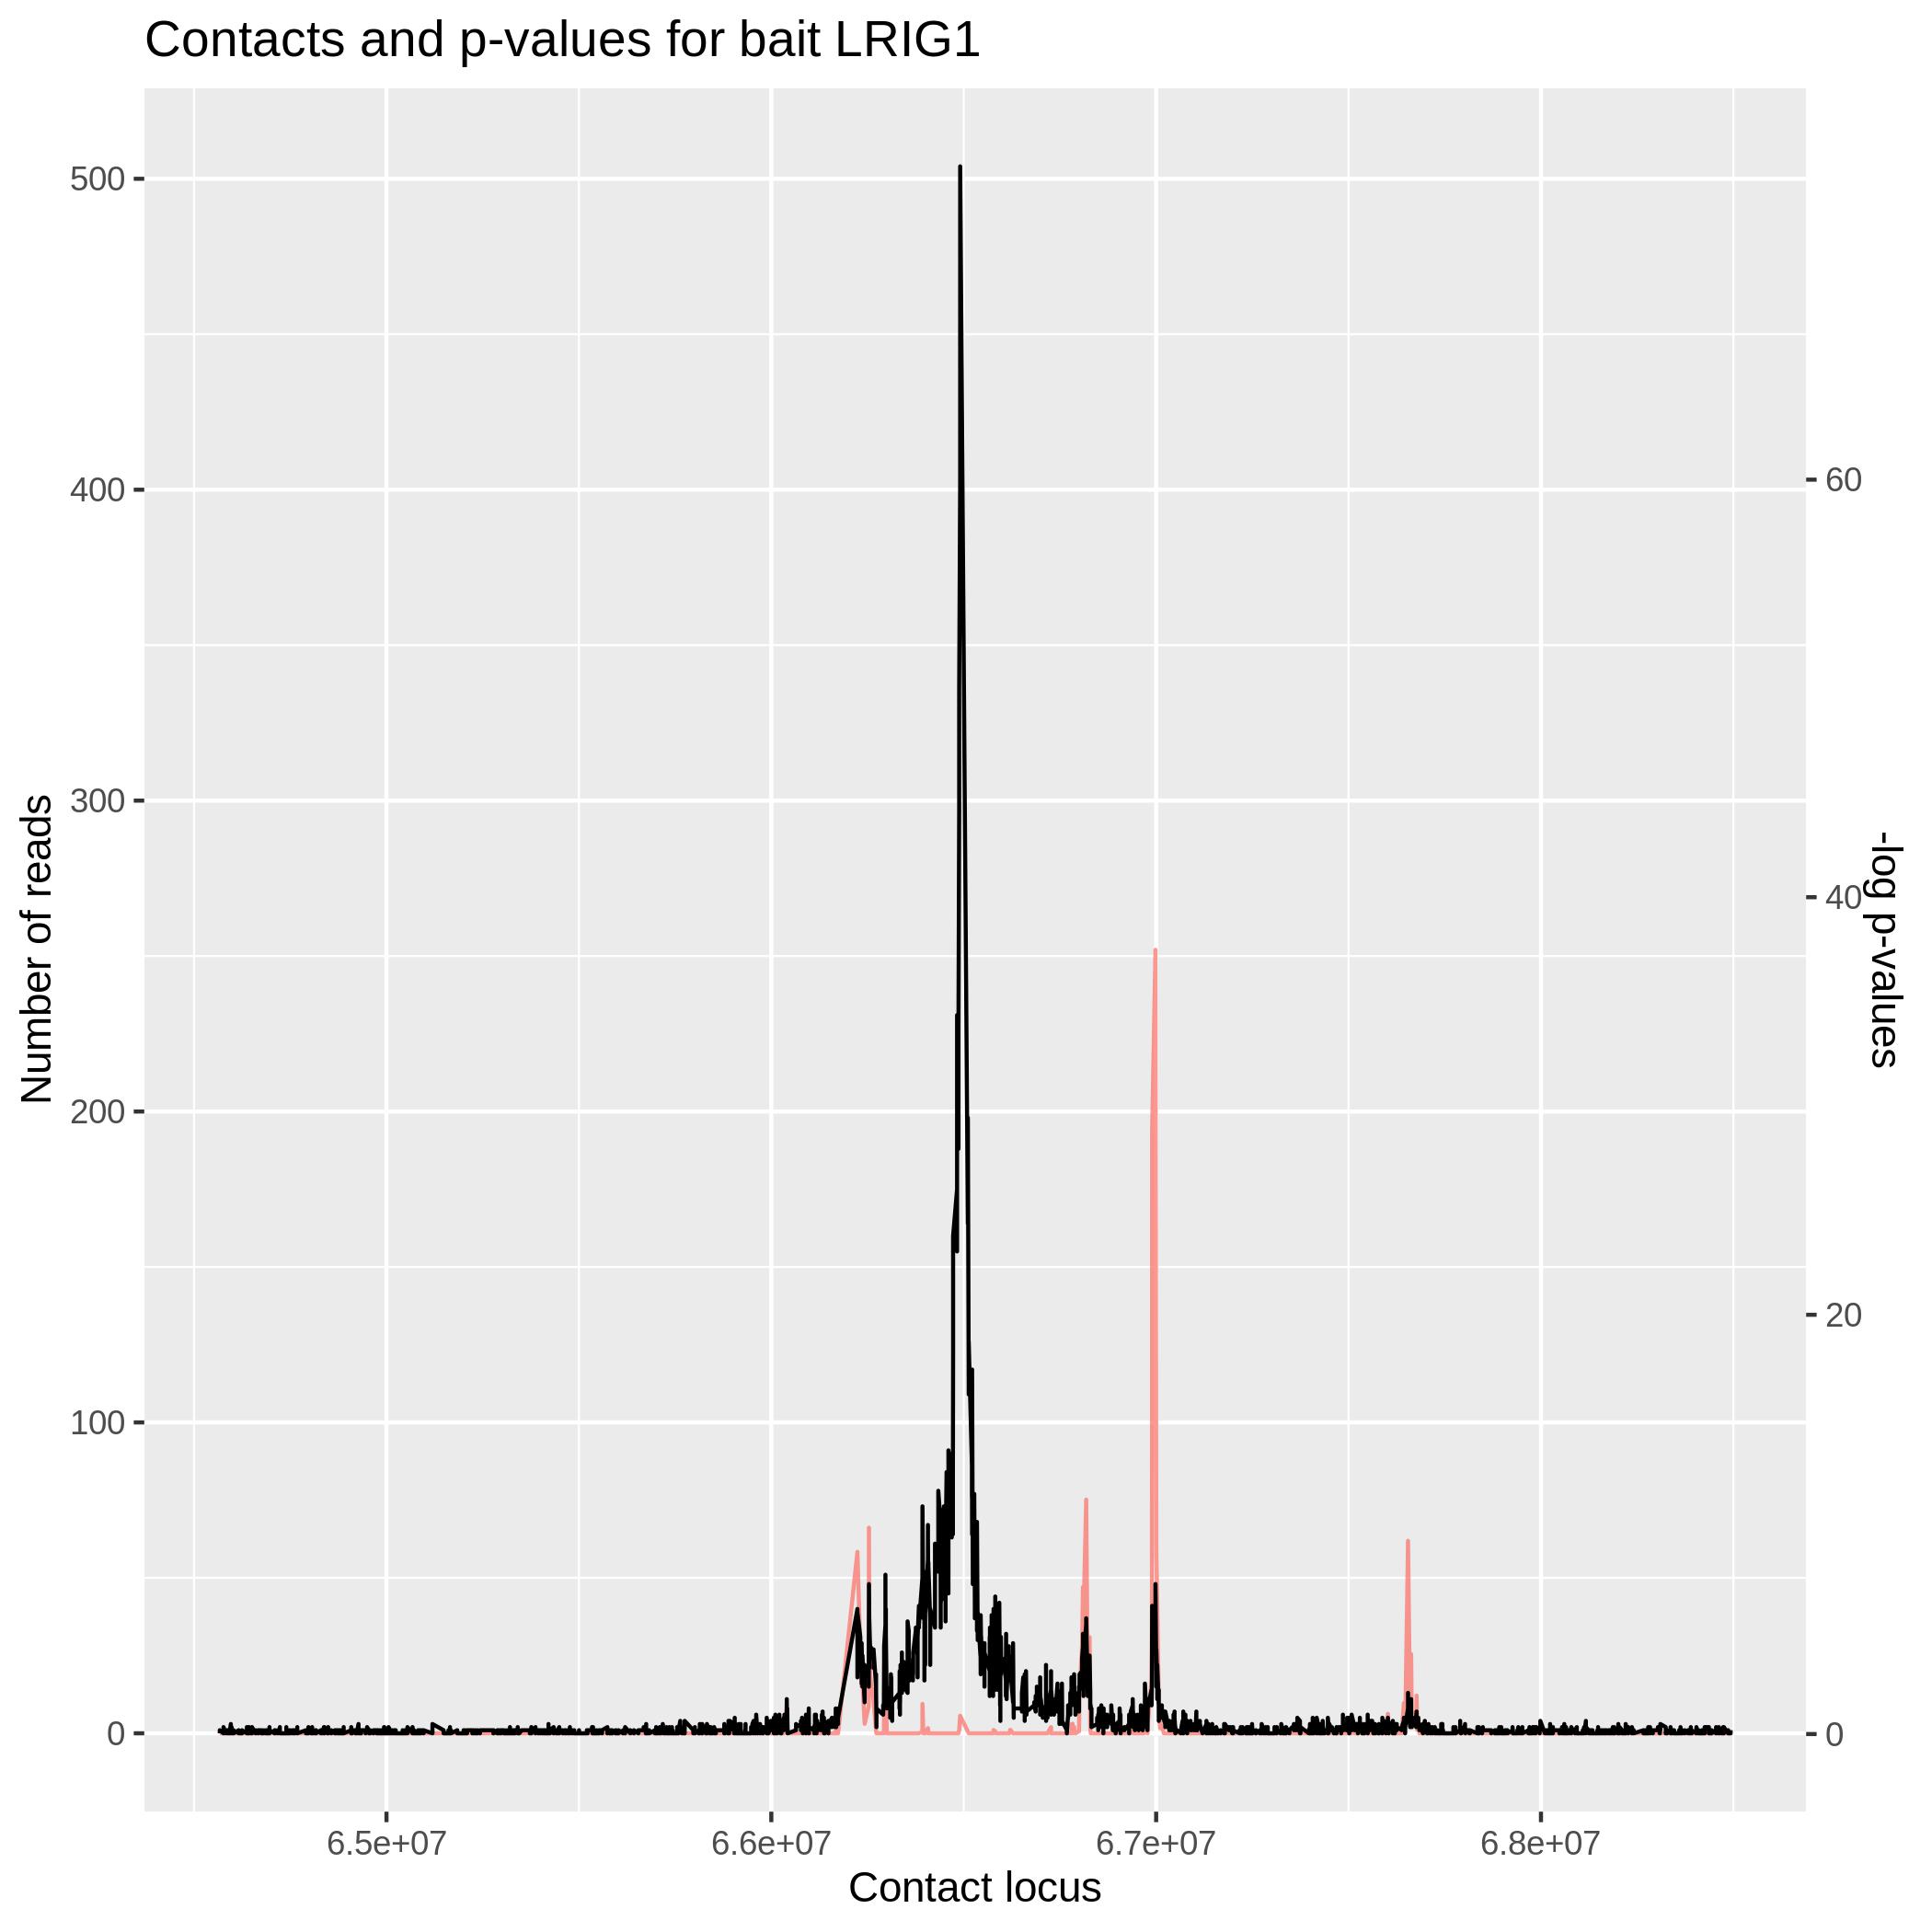 Contacts and p-values for bait LRIG1
500
400
300
200
100
0
Number of reads
60
40
20
0
-log p-values
6.5e+07
6.6e+07
6.7e+07
6.8e+07
Contact locus